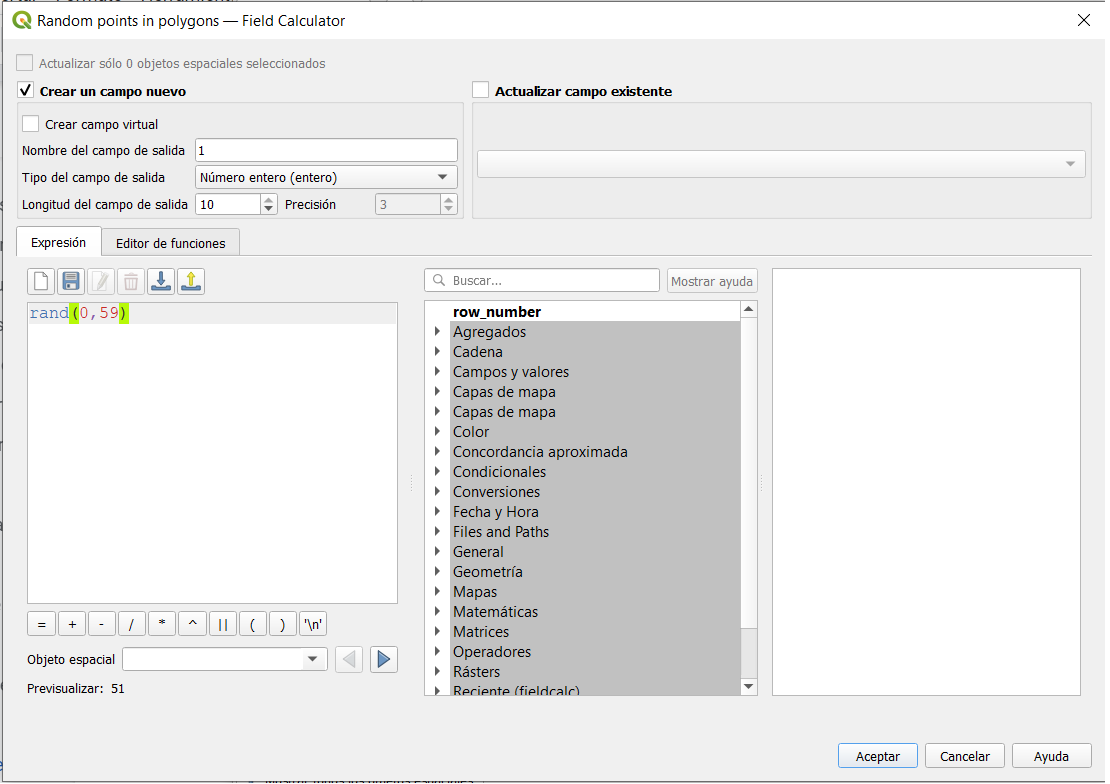 Random points in polygons — Field Calculator
Actualizar sólo 0 objetos espaciales seleccionados
Crear un campo nuevo
Actualizar campo existente
Crear campo virtual
Nombre del campo de salida 1
Tipo del campo de salida Número entero (entero)
Longitud del campo de salida 10 Precisión 3
Expresión Editor de funciones
Buscar... Mostrar ayuda
rand(0,59)
row_number
Agregados
Cadena
Campos y valores
Capas de mapa
Capas de mapa
Color
Concordancia aproximada
Condicionales
Conversiones
Fecha y Hora
Files and Paths
General
Geometría
Mapas
Matemáticas
Matrices
Operadores
Rásters
Reciente (fieldcalc)
= + - / * ^ || ( ) '\n'
Objeto espacial
Previsualizar: 51
Aceptar Cancelar Ayuda